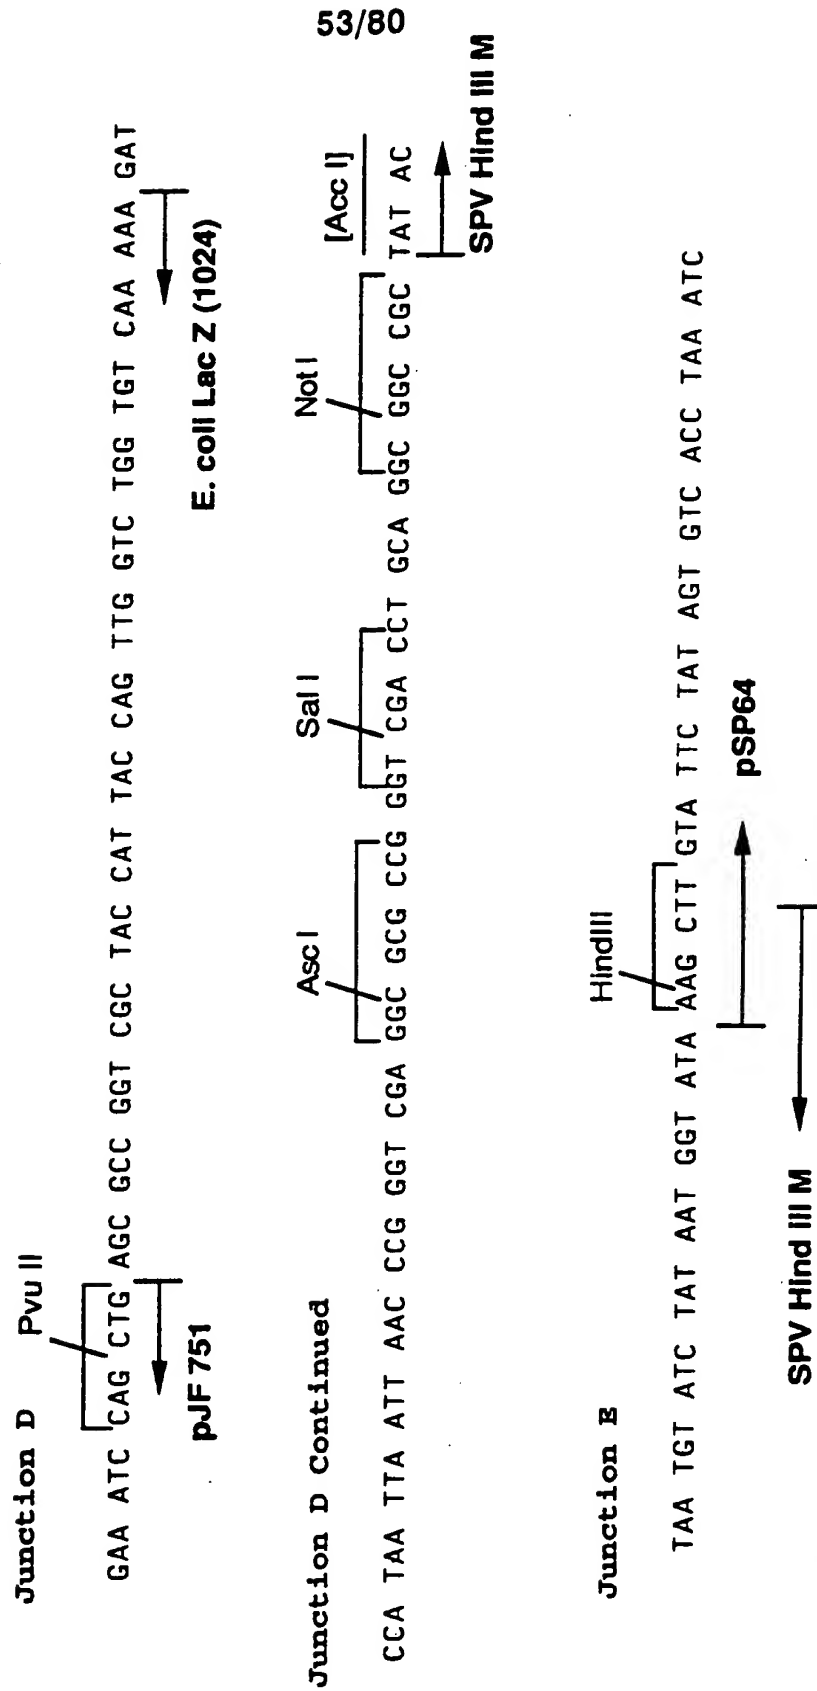 53/80
Junction D
Pvu II
GAA ATC CAG CTG AGC GCC GGT CGC TAC CAT TAC CAG TTG GTC TGG TGT CAA AAA GAT
pJF 751
E. coli Lac Z (1024)
Junction D Continued
Asc I Sal I Not I [Acc I]
CCA TAA TTA ATT AAC CCG GGT CGA GGC GCG CCG GGT CGA CCT GCA GGC GGC CGC TAT AC
SPV Hind III M
Junction E
HindIII
TAA TGT ATC TAT AAT GGT ATA AAG CTT GTA TTC TAT AGT GTC ACC TAA ATC
pSP64
SPV Hind III M